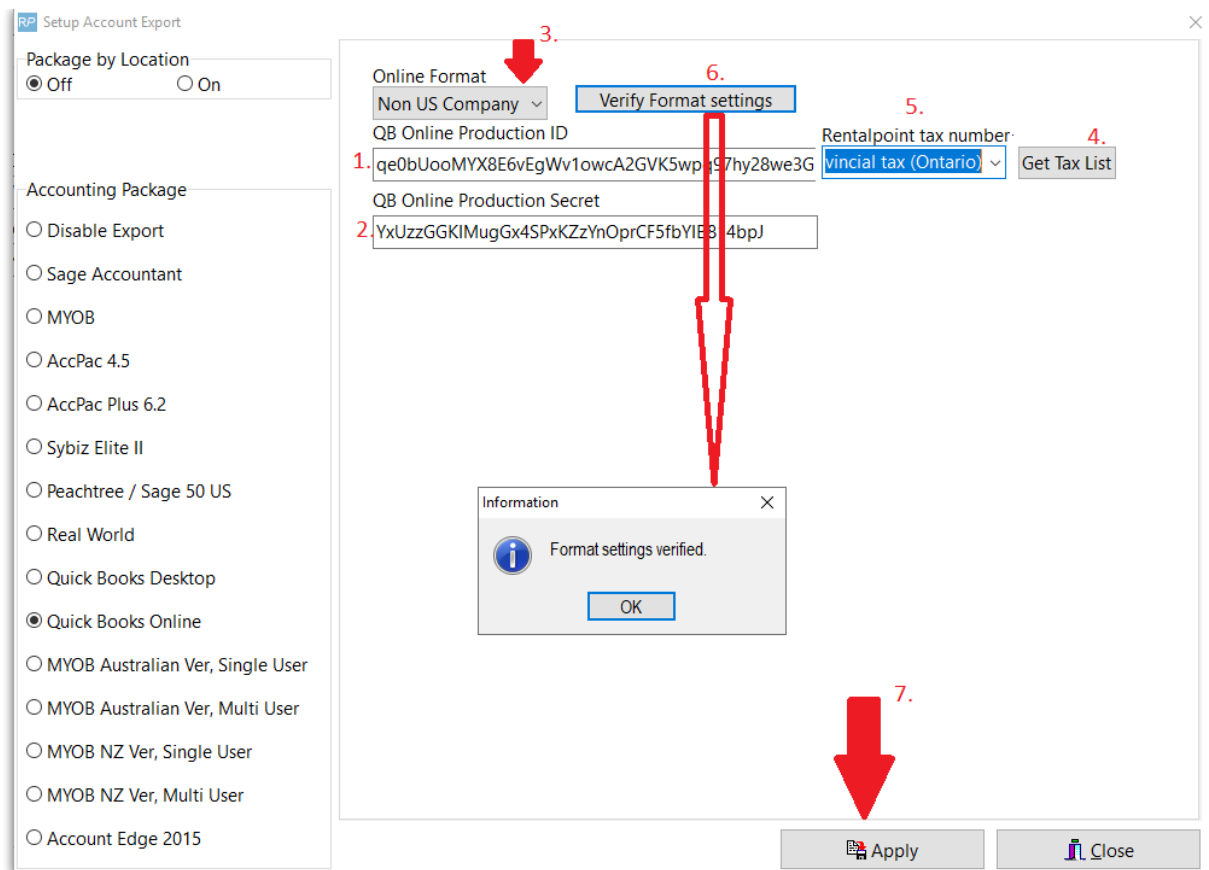 RP Setup Account Export
3.
Package by Location
Off On
Online Format
6.
Non US Company
Verify Format settings
5.
QB Online Production ID
Rentalpoint tax number
4.
1.
vincial tax (Ontario)
Get Tax List
QB Online Production Secret
2.
Accounting Package
Disable Export
Sage Accountant
MYOB
AccPac 4.5
AccPac Plus 6.2
Sybiz Elite II
Peachtree / Sage 50 US
Real World
Quick Books Desktop
Quick Books Online
MYOB Australian Ver, Single User
MYOB Australian Ver, Multi User
MYOB NZ Ver, Single User
MYOB NZ Ver, Multi User
Account Edge 2015
Information
Format settings verified.
OK
7.
Apply
Close